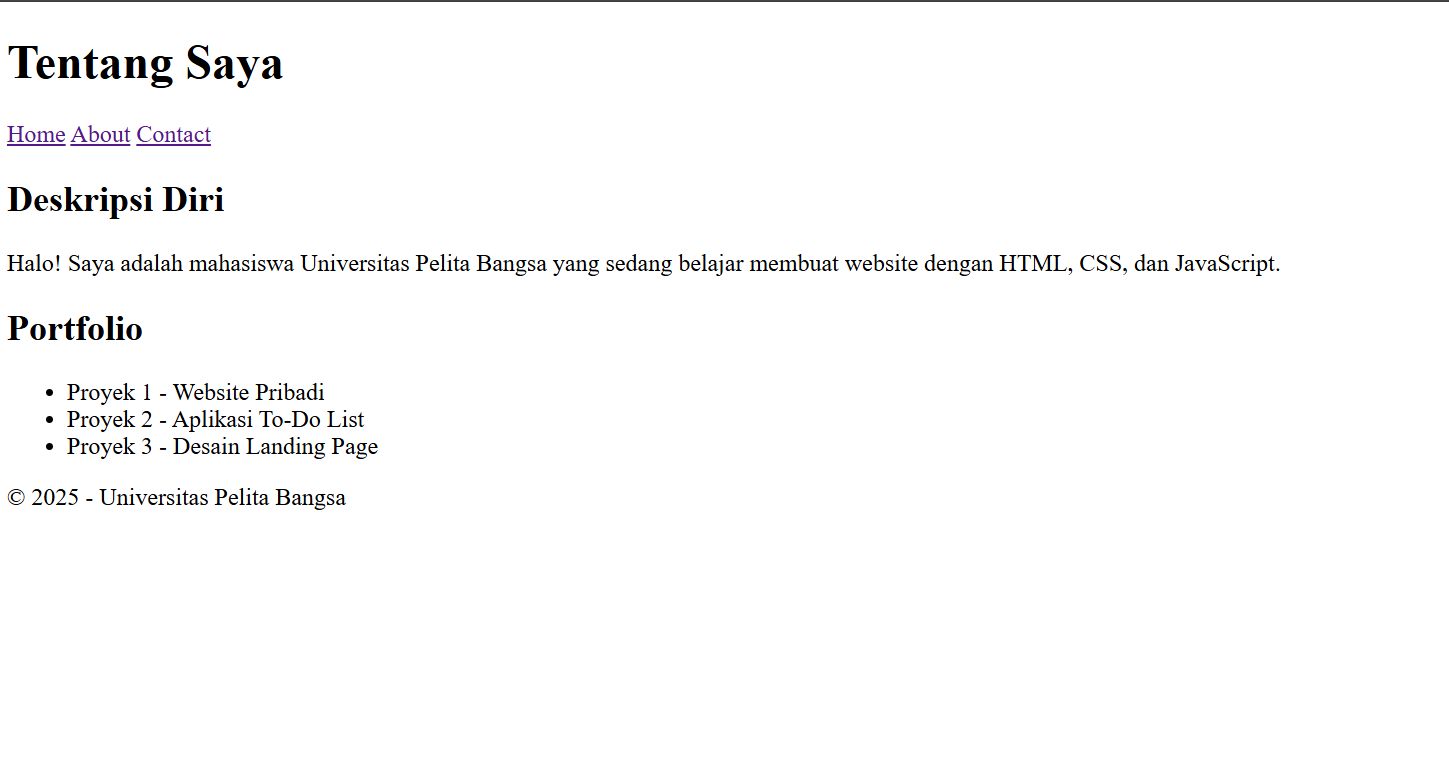 Tentang Saya
Home About Contact
Deskripsi Diri
Halo! Saya adalah mahasiswa Universitas Pelita Bangsa yang sedang belajar membuat website dengan HTML, CSS, dan JavaScript.
Portfolio
• Proyek 1 - Website Pribadi
• Proyek 2 - Aplikasi To-Do List
• Proyek 3 - Desain Landing Page
© 2025 - Universitas Pelita Bangsa